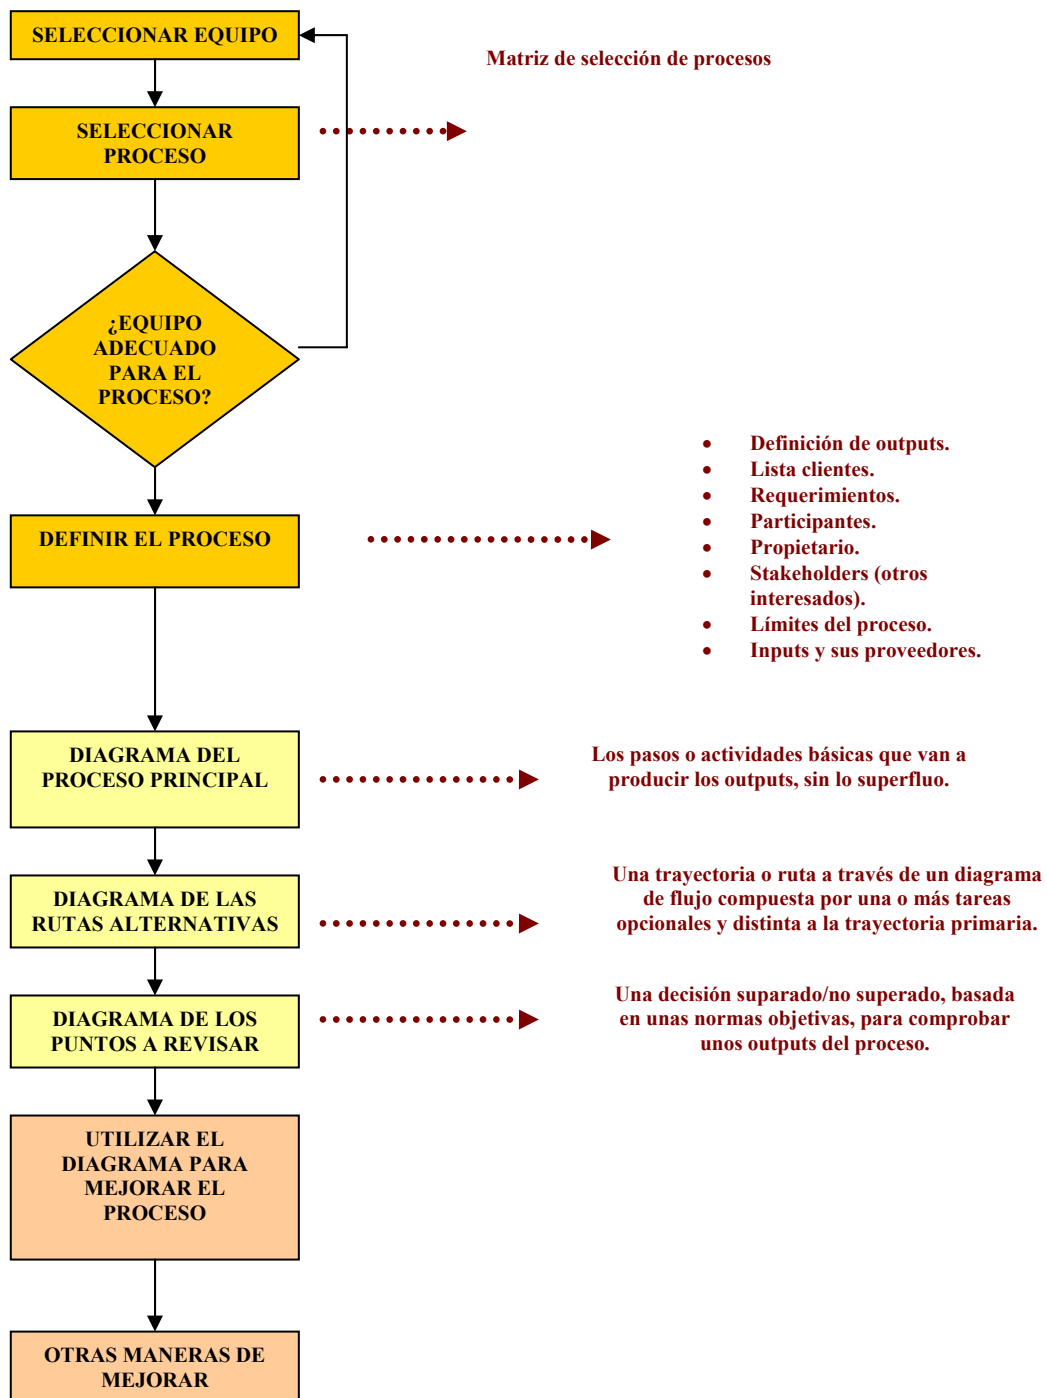 SELECCIONAR EQUIPO
Matriz de selección de procesos
SELECCIONAR
PROCESO
¿EQUIPO
ADECUADO
PARA EL
PROCESO?
DEFINIR EL PROCESO
• Definición de outputs.
• Lista clientes.
• Requerimientos.
• Participantes.
• Propietario.
• Stakeholders (otros
interesados).
• Límites del proceso.
• Inputs y sus proveedores.
DIAGRAMA DEL
PROCESO PRINCIPAL
Los pasos o actividades básicas que van a
producir los outputs, sin lo superfluo.
DIAGRAMA DE LAS
RUTAS ALTERNATIVAS
Una trayectoria o ruta a través de un diagrama
de flujo compuesta por una o más tareas
opcionales y distinta a la trayectoria primaria.
DIAGRAMA DE LOS
PUNTOS A REVISAR
Una decisión suparado/no superado, basada
en unas normas objetivas, para comprobar
unos outputs del proceso.
UTILIZAR EL
DIAGRAMA PARA
MEJORAR EL
PROCESO
OTRAS MANERAS DE
MEJORAR